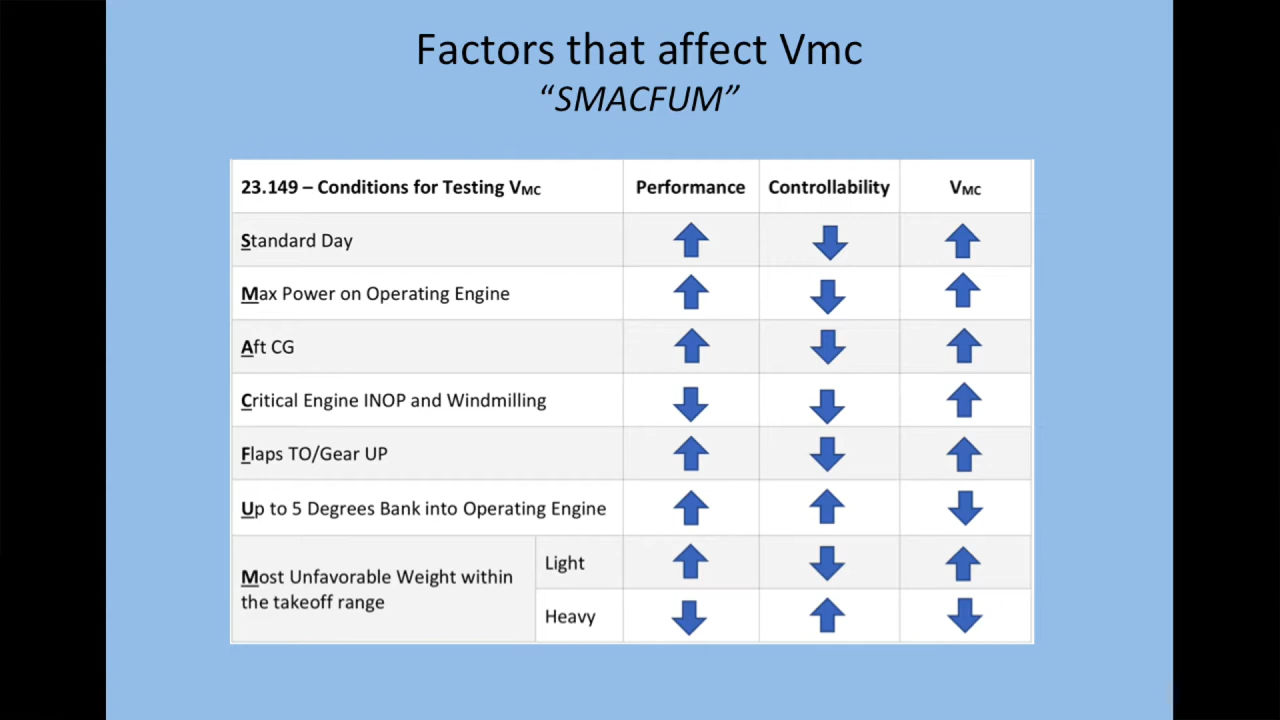 Factors that affect Vmc
“SMACFUM”
23.149 – Conditions for Testing VMC Performance Controllability VMC
Standard Day
Max Power on Operating Engine
Aft CG
Critical Engine INOP and Windmilling
Flaps TO/Gear UP
Up to 5 Degrees Bank into Operating Engine
Most Unfavorable Weight within
the takeoff range
Light
Heavy